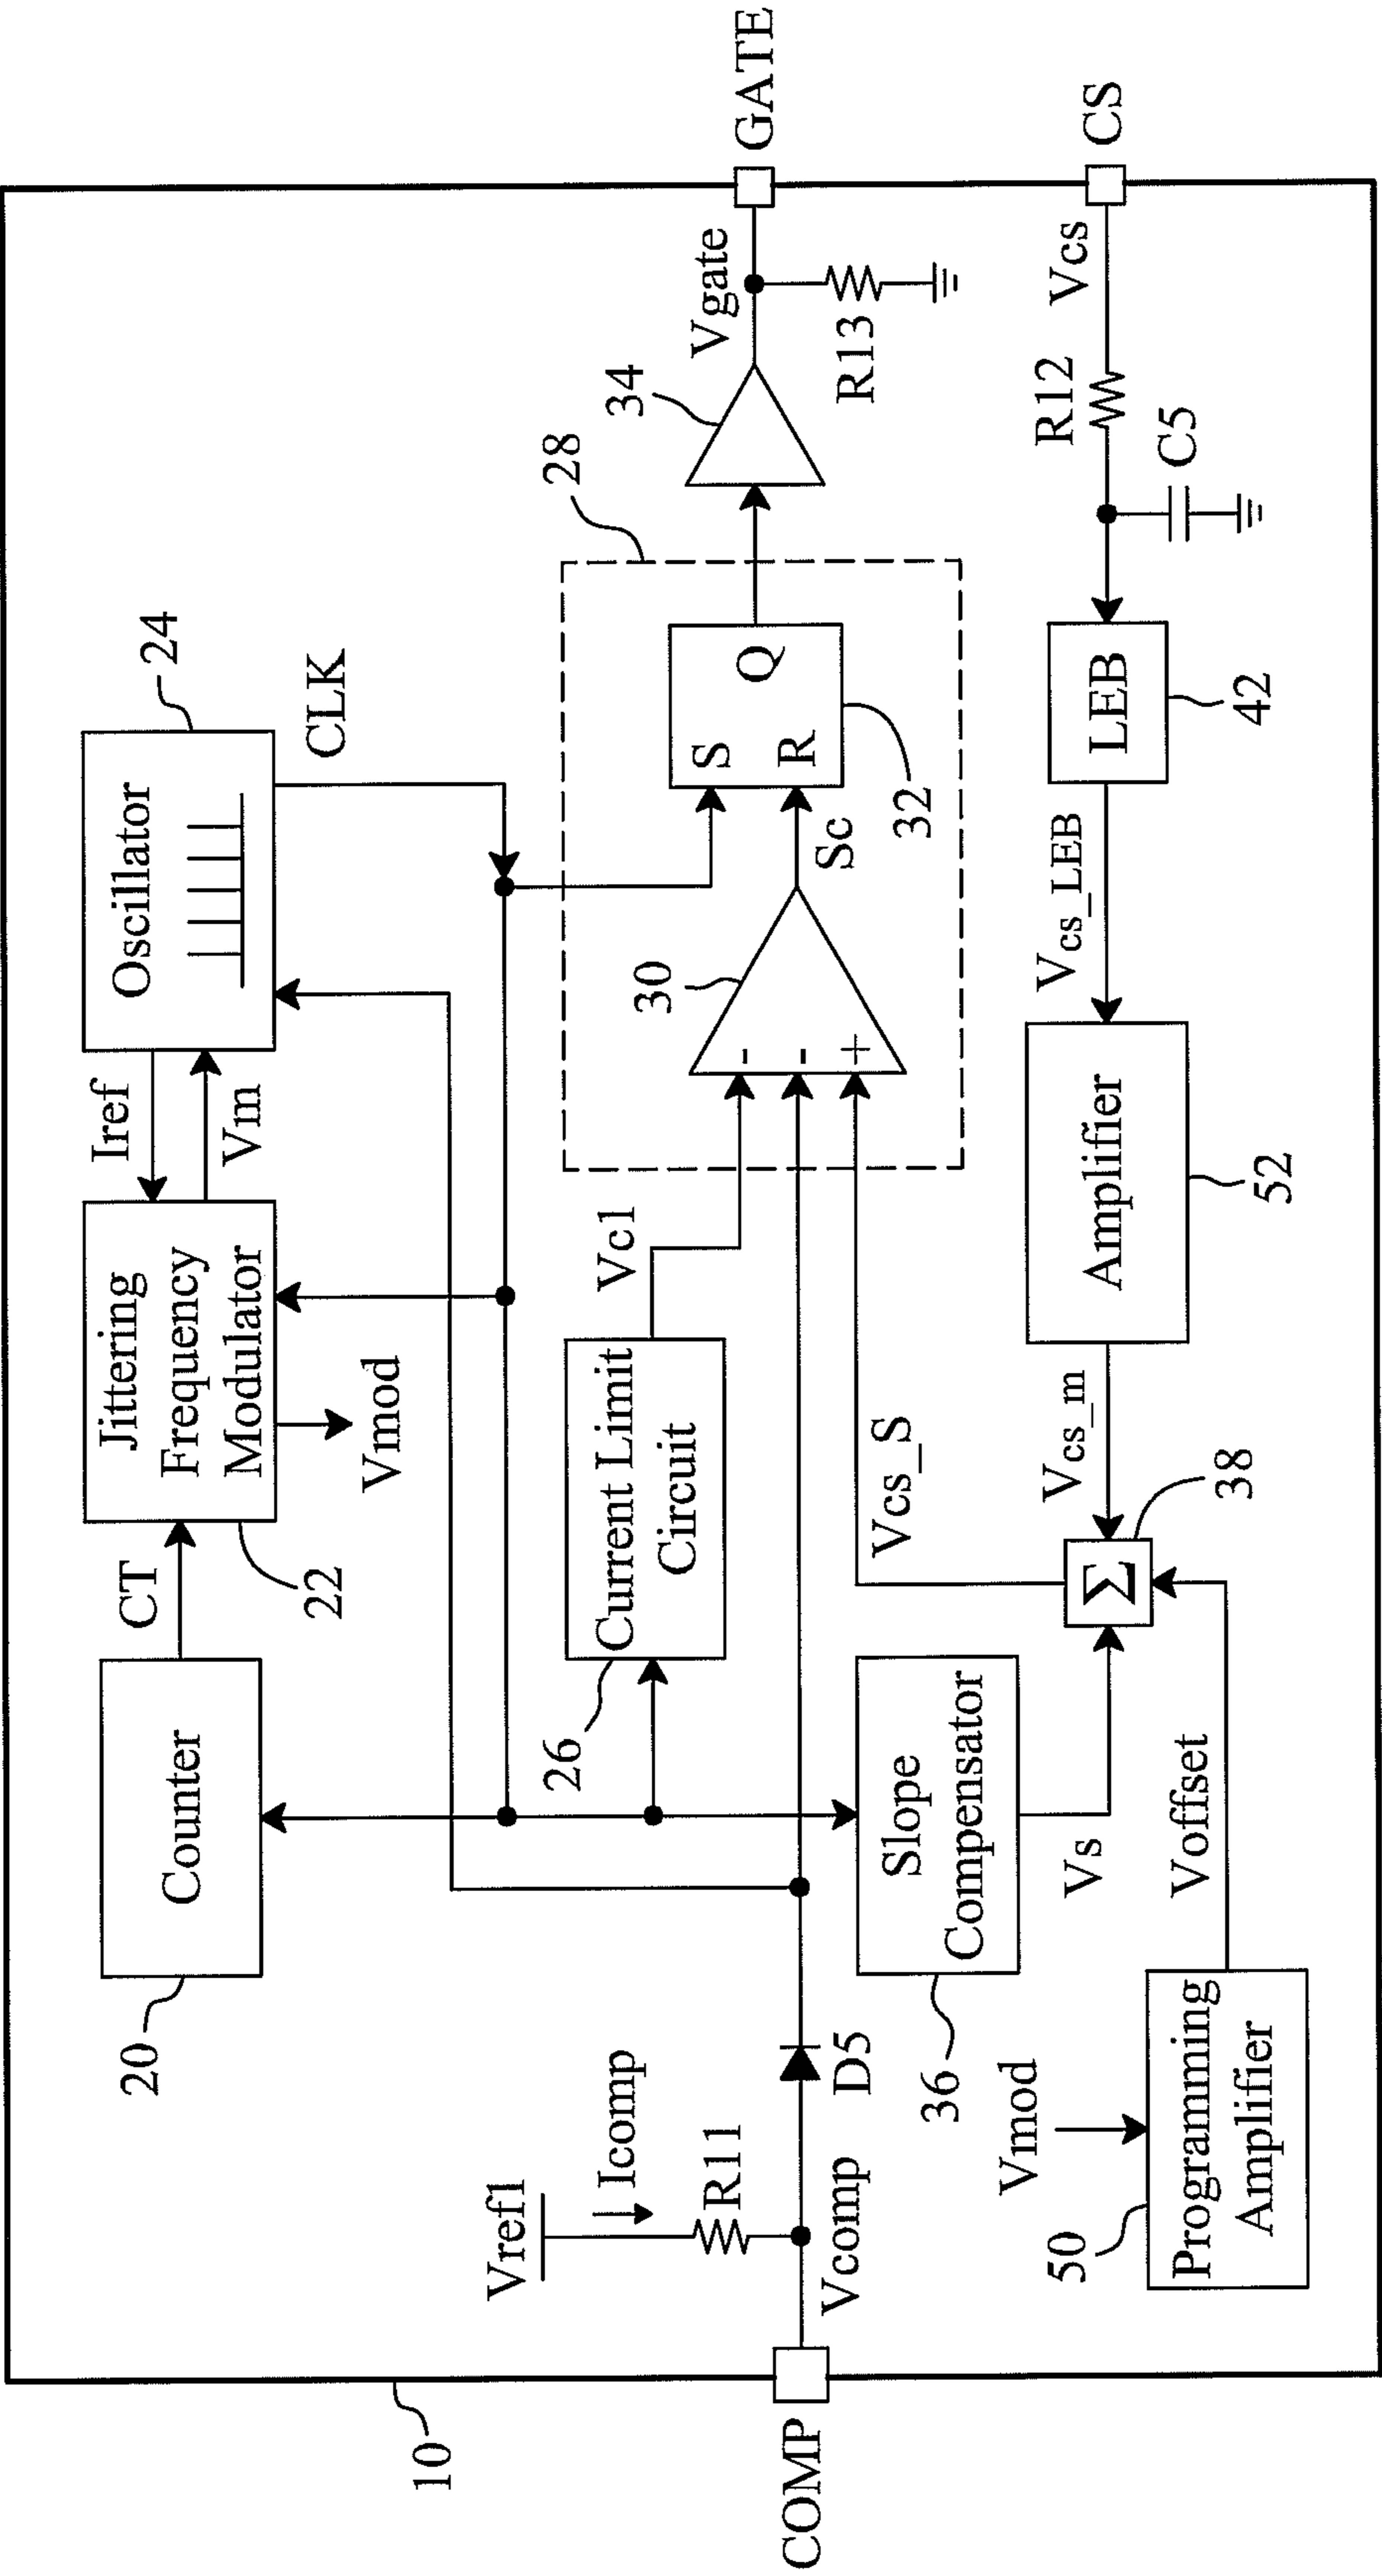 10
20
Counter
CT
22
Jittering
Frequency
Modulator
Iref
Vm
Vmod
24
Oscillator
CLK
26
Current Limit
Circuit
Vc1
28
30
-
-
+
Sc
S
R
Q
32
34
Vgate
GATE
R13
Vref1
Icomp
R11
COMP
Vcomp
D5
36
Slope
Compensator
Vs
Vcs_S
Vmod
50
Programming
Amplifier
Voffset
Σ
38
Vcs_m
Amplifier
52
Vcs_LEB
LEB
42
R12
C5
Vcs
CS